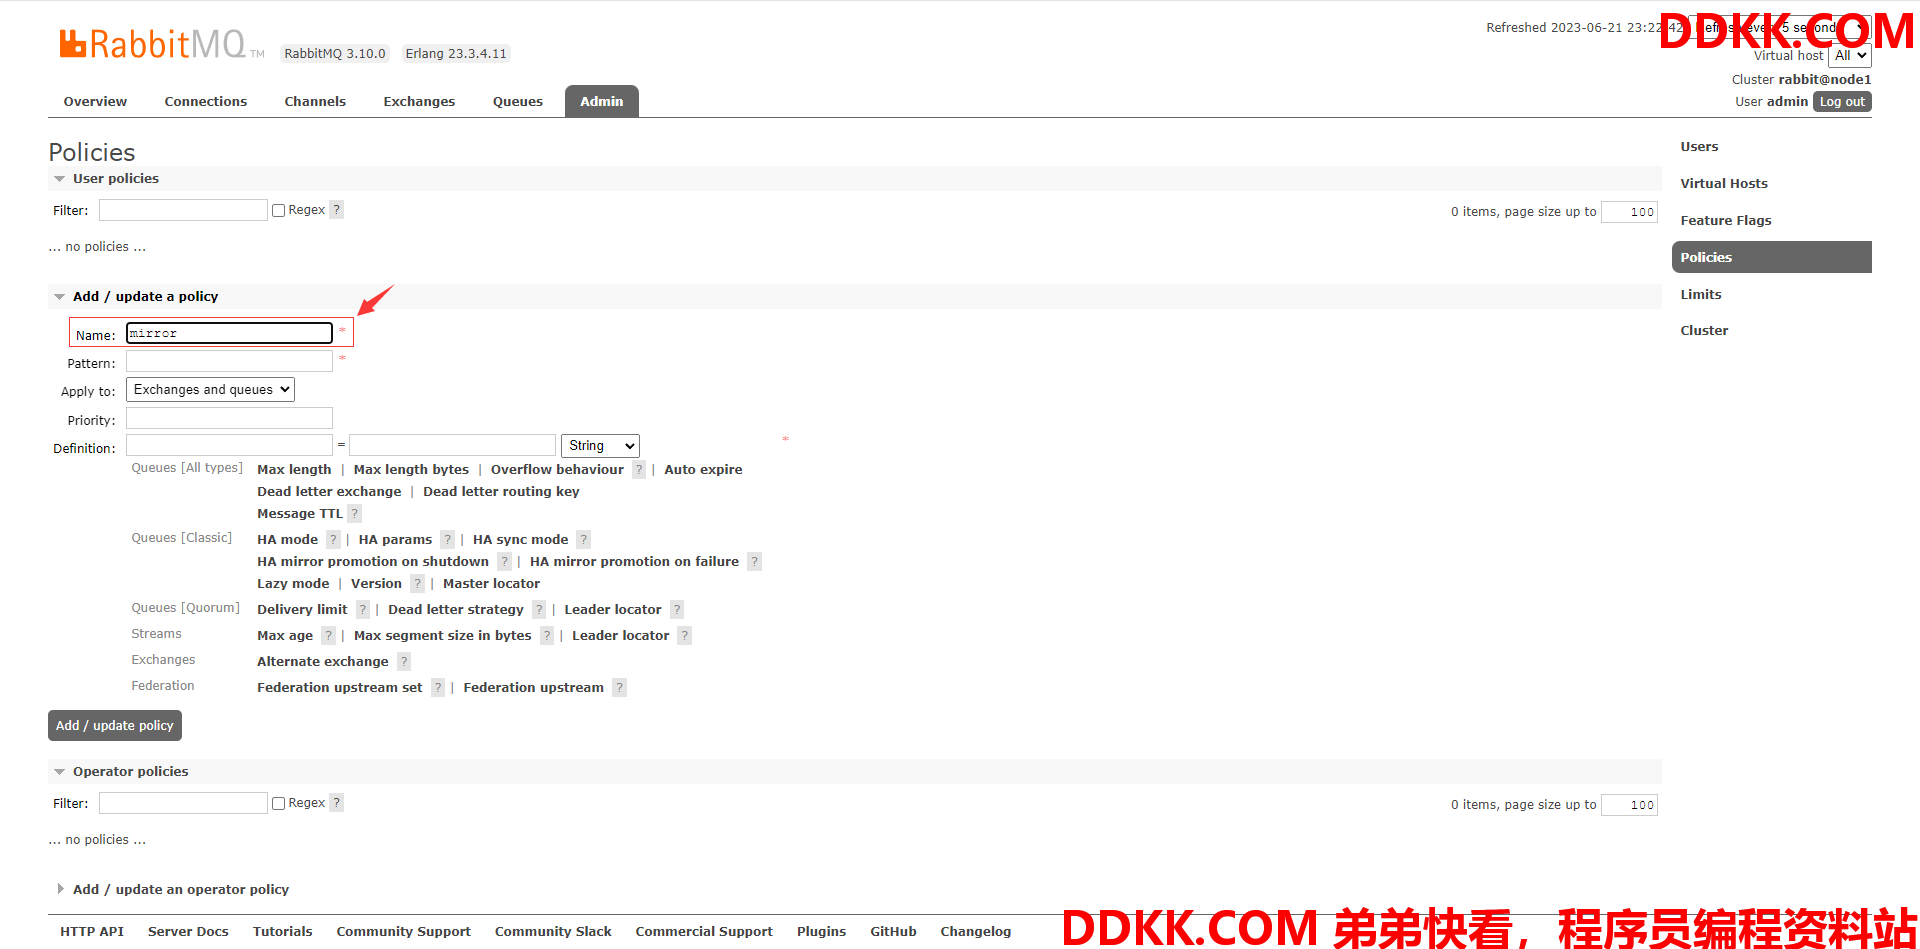 RabbitMQ TM RabbitMQ 3.10.0 Erlang 23.3.4.11
Refreshed 2023-06-21 23:22:42 Refresh every 5 seconds
DDKK.COM
Virtual host All
Cluster rabbit@node1
User admin Log out
Overview Connections Channels Exchanges Queues Admin
Policies
User policies
Filter: Regex ? 0 items, page size up to 100
... no policies ...
Add / update a policy
Name: mirror *
Pattern: *
Apply to: Exchanges and queues
Priority:
Definition: = String *
Queues [All types] Max length | Max length bytes | Overflow behaviour ? | Auto expire
Dead letter exchange | Dead letter routing key
Message TTL ?
Queues [Classic] HA mode ? | HA params ? | HA sync mode ?
HA mirror promotion on shutdown ? | HA mirror promotion on failure ?
Lazy mode | Version ? | Master locator
Queues [Quorum] Delivery limit ? | Dead letter strategy ? | Leader locator ?
Streams Max age ? | Max segment size in bytes ? | Leader locator ?
Exchanges Alternate exchange ?
Federation Federation upstream set ? | Federation upstream ?
Add / update policy
Operator policies
Filter: Regex ? 0 items, page size up to 100
... no policies ...
Add / update an operator policy
Users
Virtual Hosts
Feature Flags
Policies
Limits
Cluster
HTTP API Server Docs Tutorials Community Support Community Slack Commercial Support Plugins GitHub Changelog
DDKK.COM 弟弟快看，程序员编程资料站